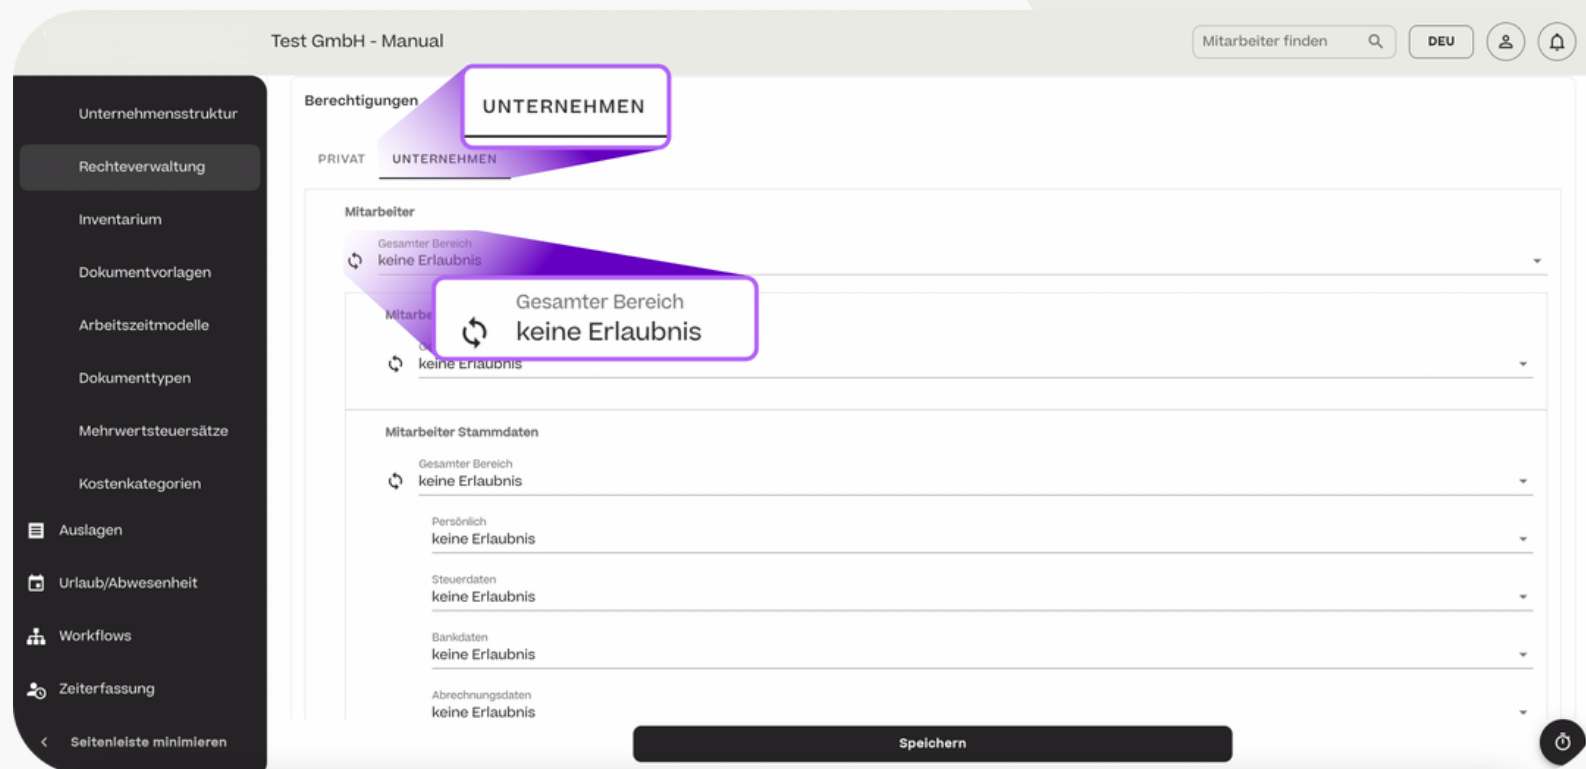 Test GmbH - Manual
Mitarbeiter finden
DEU
Unternehmensstruktur
Rechteverwaltung
Inventarium
Dokumentvorlagen
Arbeitszeitmodelle
Dokumenttypen
Mehrwertsteuersätze
Kostenkategorien
Auslagen
Urlaub/Abwesenheit
Workflows
Zeiterfassung
Seitenleiste minimieren
Berechtigungen
UNTERNEHMEN
PRIVAT
UNTERNEHMEN
Mitarbeiter
Gesamter Bereich
keine Erlaubnis
Gesamter Bereich
keine Erlaubnis
keine Erlaubnis
Mitarbeiter Stammdaten
Gesamter Bereich
keine Erlaubnis
Persönlich
keine Erlaubnis
Steuerdaten
keine Erlaubnis
Bankdaten
keine Erlaubnis
Abrechnungsdaten
keine Erlaubnis
Speichern